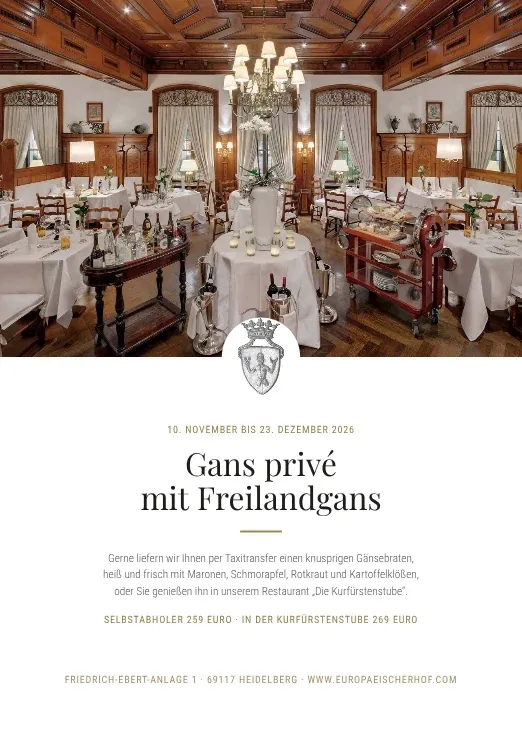 10. NOVEMBER BIS 23. DEZEMBER 2026
Gans privé
mit Freilandgans
Gerne liefern wir Ihnen per Taxitransfer einen knusprigen Gänsebraten,
heiß und frisch mit Maronen, Schmorapfel, Rotkraut und Kartoffelklößen,
oder Sie genießen ihn in unserem Restaurant „Die Kurfürstenstube“.
SELBSTABHOLER 259 EURO · IN DER KURFÜRSTENSTUBE 269 EURO
FRIEDRICH-EBERT-ANLAGE 1 · 69117 HEIDELBERG · WWW.EUROPAEISCHERHOF.COM